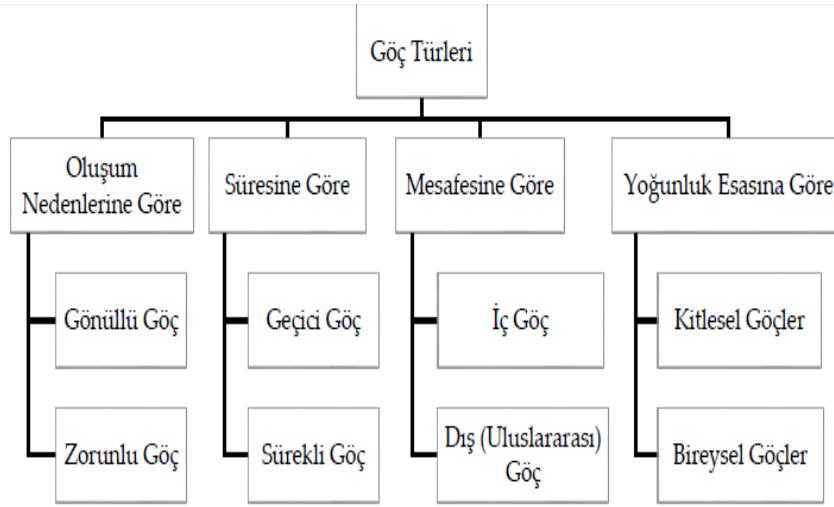 Göç Türleri
Oluşum
Nedenlerine Göre
Süresine Göre
Mesafesine Göre
Yoğunluk Esasına Göre
Gönüllü Göç
Geçici Göç
İç Göç
Kitlesel Göçler
Zorunlu Göç
Sürekli Göç
Dış (Uluslararası)
Göç
Bireysel Göçler